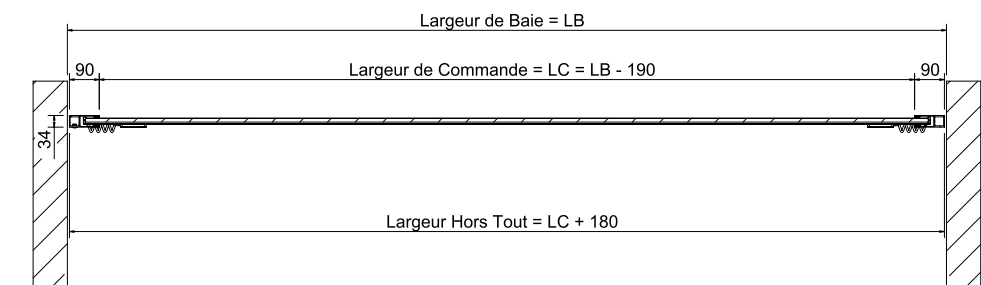 Largeur de Baie = LB
90
Largeur de Commande = LC = LB - 190
90
34
Largeur Hors Tout = LC + 180